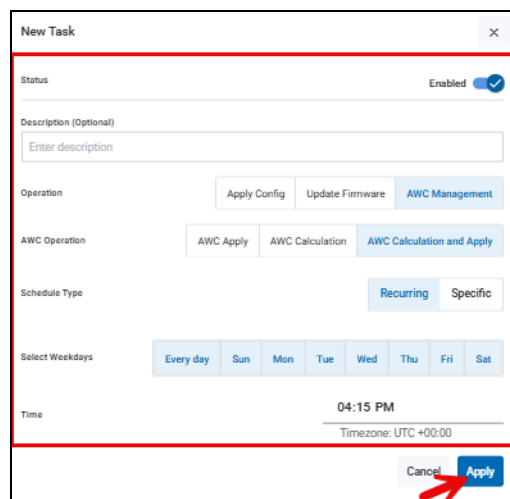 New Task ×
Status Enabled
Description (Optional)
Enter description
Operation Apply Config Update Firmware AWC Management
AWC Operation AWC Apply AWC Calculation AWC Calculation and Apply
Schedule Type Recurring Specific
Select Weekdays Every day Sun Mon Tue Wed Thu Fri Sat
Time 04:15 PM
Timezone: UTC +00:00
Cancel Apply